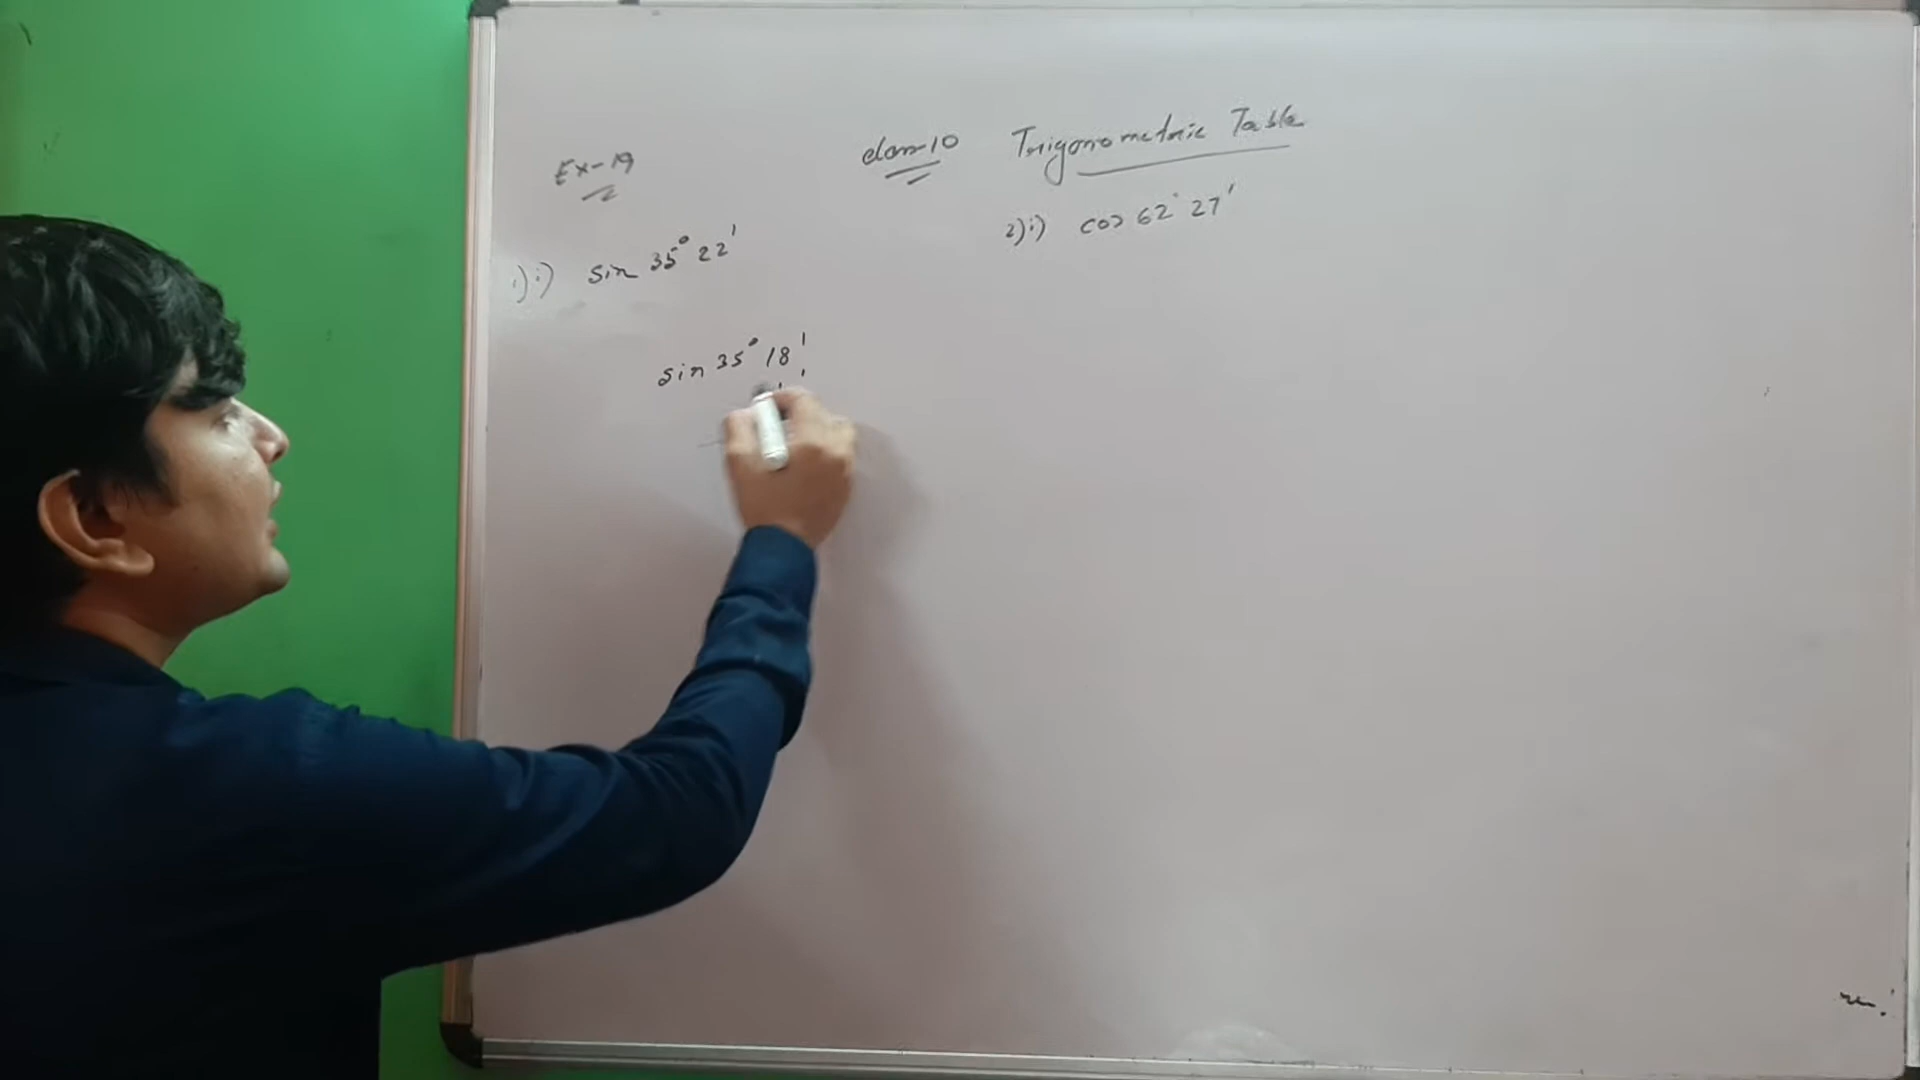 Ex-19
class-10 Trigonometric Table
1) i) sin 35° 22'
2) i) cos 62° 27'
sin 35° 18'